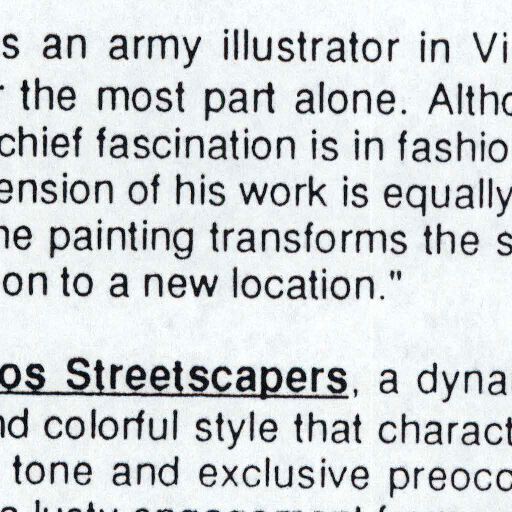 s an army illustrator in Vi
the most part alone. Altho
chief fascination is in fashio
ension of his work is equally
he painting transforms the s
on to a new location."
os Streetscapers, a dyna
nd colorful style that charact
tone and exclusive preocc